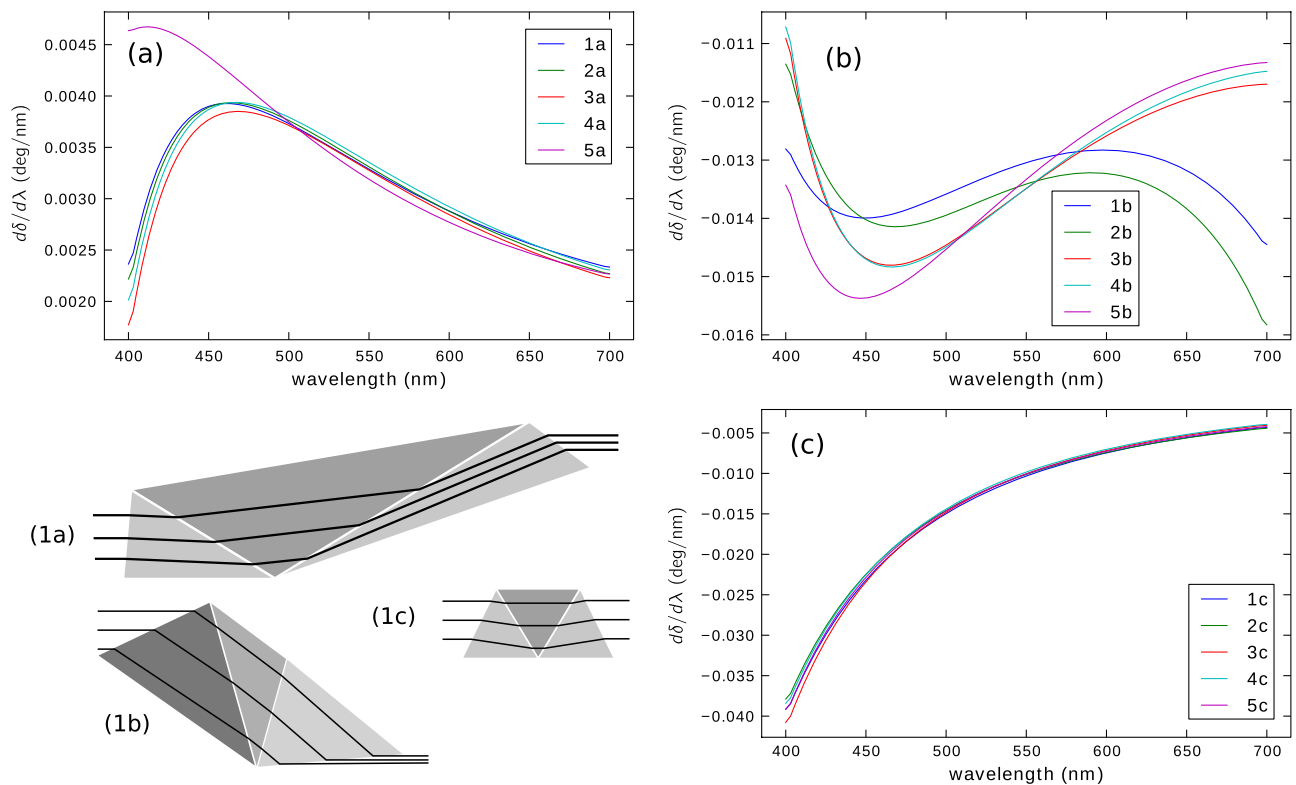 (a)
0.0045
0.0040
0.0035
0.0030
0.0025
0.0020
dδ/dλ (deg/nm)
1a
2a
3a
4a
5a
400 450 500 550 600 650 700
wavelength (nm)
(b)
−0.011
−0.012
−0.013
−0.014
−0.015
−0.016
dδ/dλ (deg/nm)
1b
2b
3b
4b
5b
400 450 500 550 600 650 700
wavelength (nm)
(1a)
(1b)
(1c)
(c)
−0.005
−0.010
−0.015
−0.020
−0.025
−0.030
−0.035
−0.040
dδ/dλ (deg/nm)
1c
2c
3c
4c
5c
400 450 500 550 600 650 700
wavelength (nm)